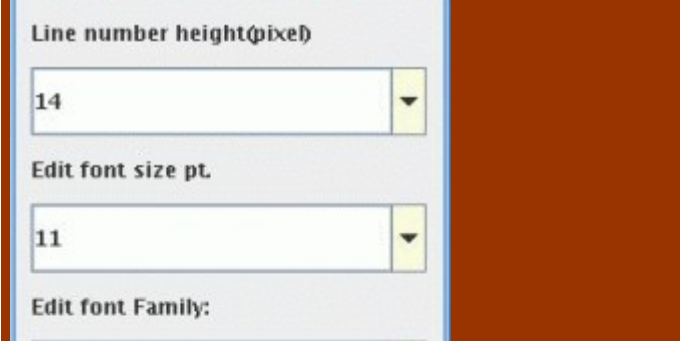 Line number height(pixel)
14
Edit font size pt.
11
Edit font Family: